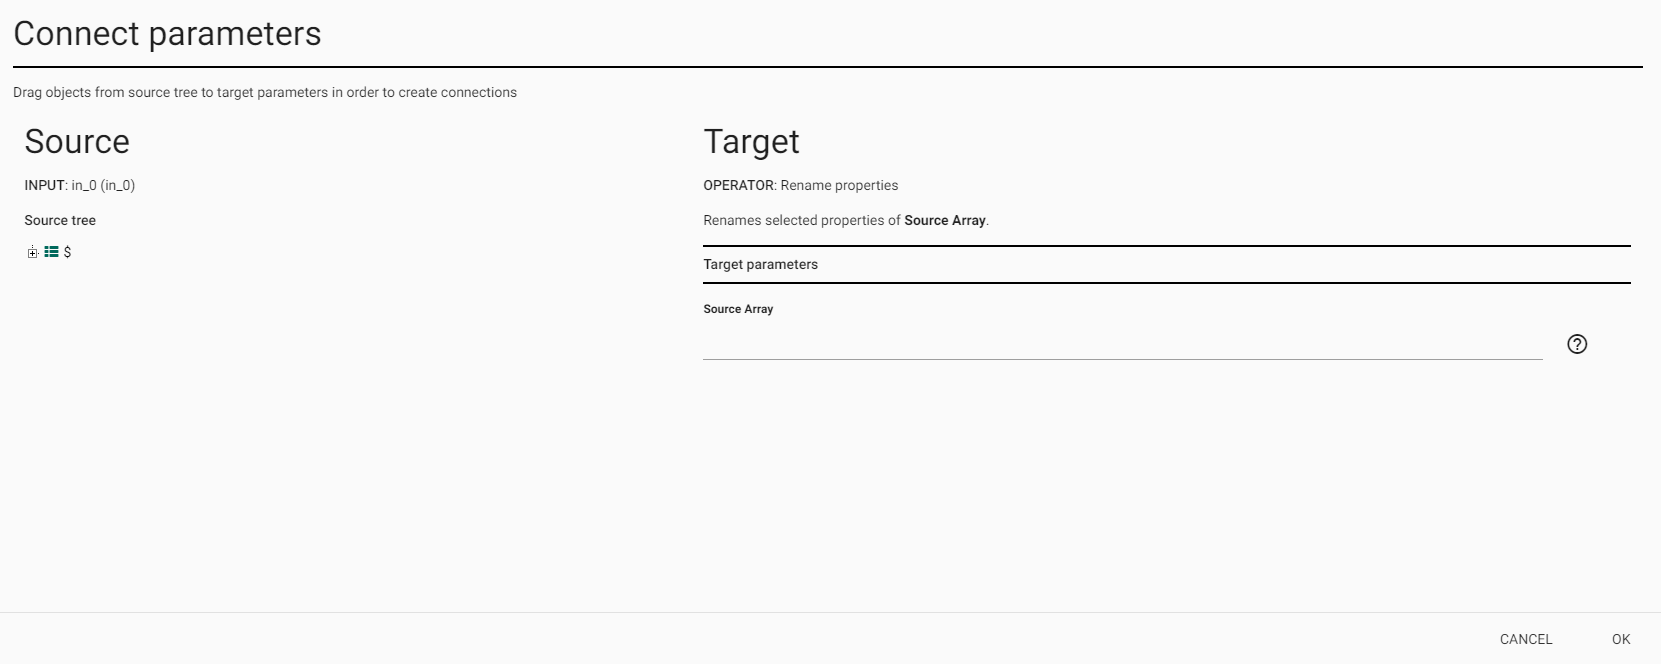 Connect parameters
Drag objects from source tree to target parameters in order to create connections
Source
INPUT: in_0 (in_0)
Source tree
$
Target
OPERATOR: Rename properties
Renames selected properties of Source Array.
Target parameters
Source Array
CANCEL
OK